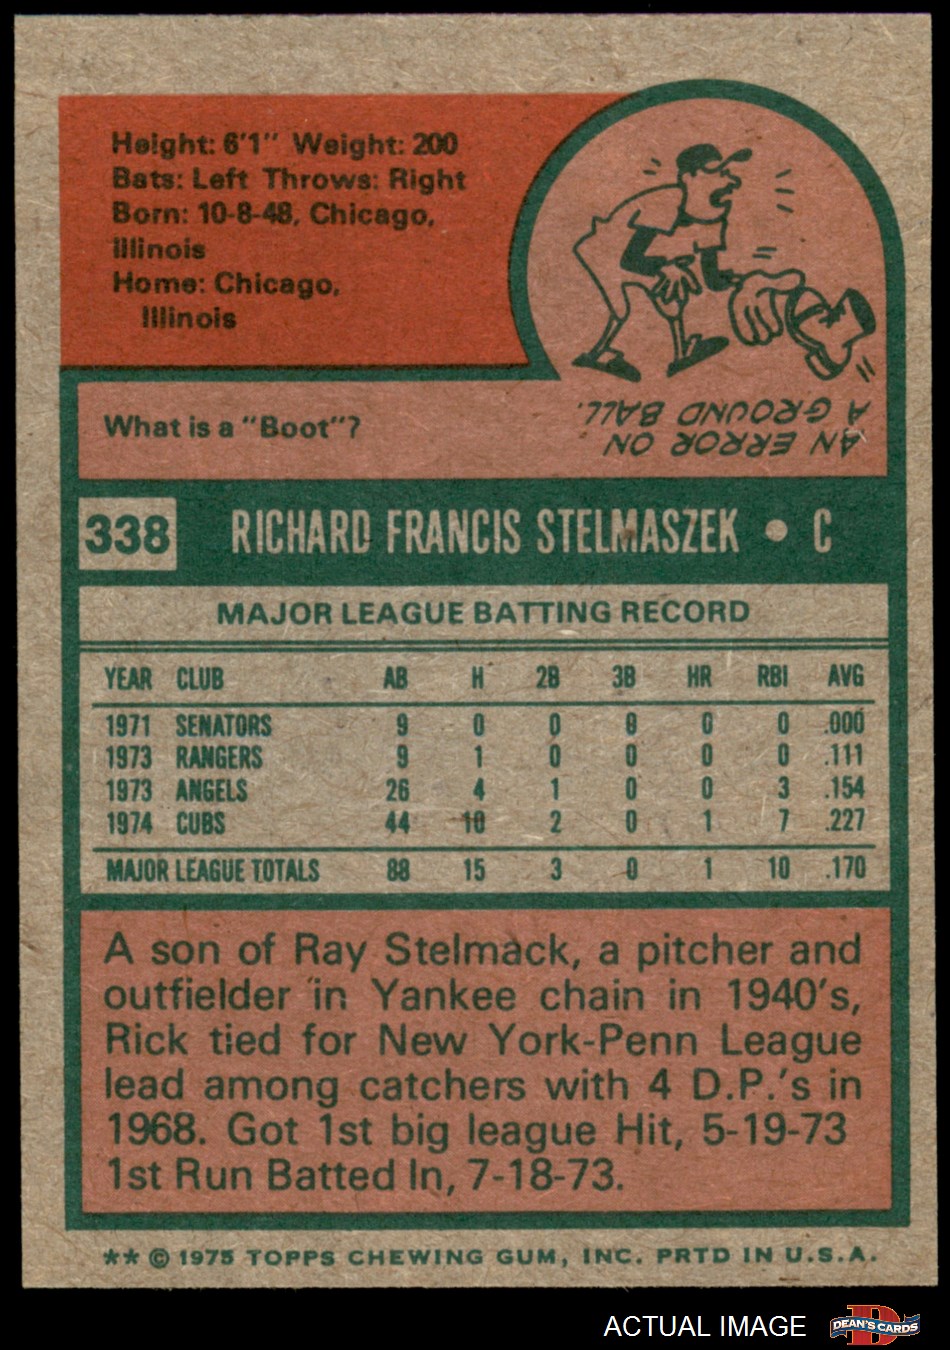 Height: 6'1" Weight: 200
Bats: Left Throws: Right
Born: 10-8-48, Chicago,
Illinois
Home: Chicago,
Illinois
What is a "Boot"?
AN ERROR ON
A GROUND BALL.
338 RICHARD FRANCIS STELMASZEK • C
MAJOR LEAGUE BATTING RECORD
YEAR CLUB AB H 2B 3B HR RBI AVG
1971 SENATORS 9 0 0 0 0 0 .000
1973 RANGERS 9 1 0 0 0 0 .111
1973 ANGELS 26 4 1 0 0 3 .154
1974 CUBS 44 10 2 0 1 7 .227
MAJOR LEAGUE TOTALS 88 15 3 0 1 10 .170
A son of Ray Stelmack, a pitcher and
outfielder in Yankee chain in 1940's,
Rick tied for New York-Penn League
lead among catchers with 4 D.P.'s in
1968. Got 1st big league Hit, 5-19-73
1st Run Batted In, 7-18-73.
** © 1975 TOPPS CHEWING GUM, INC. PRTD IN U.S.A.
ACTUAL IMAGE
D
DEAN'S CARDS